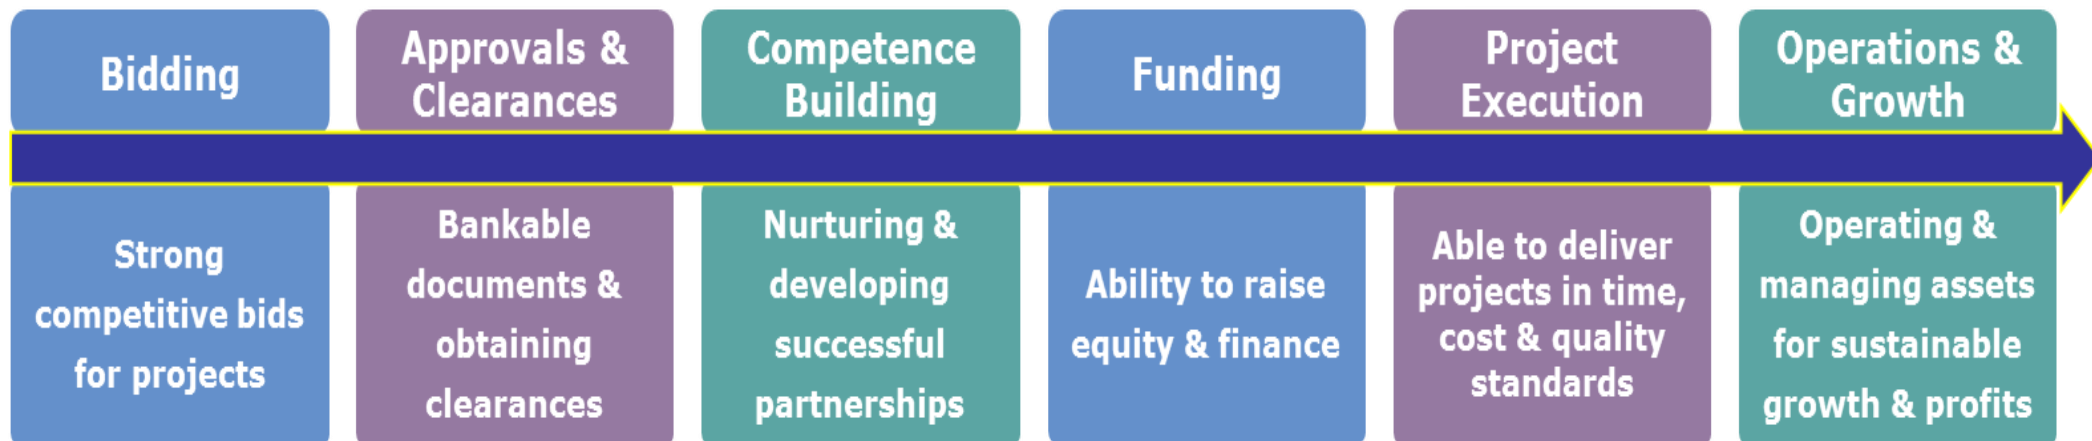 Bidding
Approvals &
Clearances
Competence
Building
Funding
Project
Execution
Operations &
Growth
Strong
competitive bids
for projects
Bankable
documents &
obtaining
clearances
Nurturing &
developing
successful
partnerships
Ability to raise
equity & finance
Able to deliver
projects in time,
cost & quality
standards
Operating &
managing assets
for sustainable
growth & profits